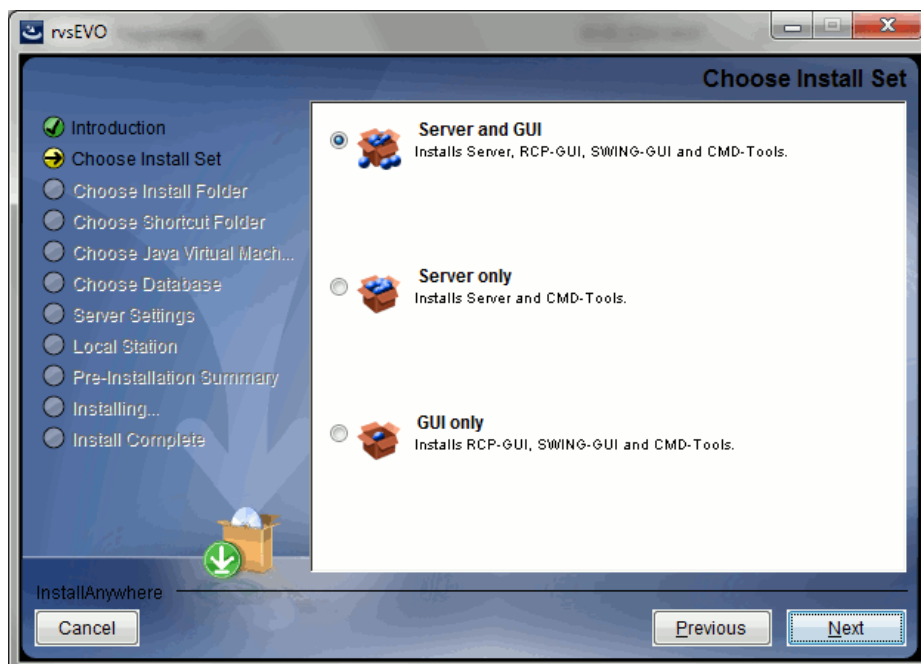 rvsEVO
Choose Install Set
Introduction
Choose Install Set
Choose Install Folder
Choose Shortcut Folder
Choose Java Virtual Mach...
Choose Database
Server Settings
Local Station
Pre-Installation Summary
Installing...
Install Complete
Server and GUI
Installs Server, RCP-GUI, SWING-GUI and CMD-Tools.
Server only
Installs Server and CMD-Tools.
GUI only
Installs RCP-GUI, SWING-GUI and CMD-Tools.
InstallAnywhere
Cancel
Previous
Next